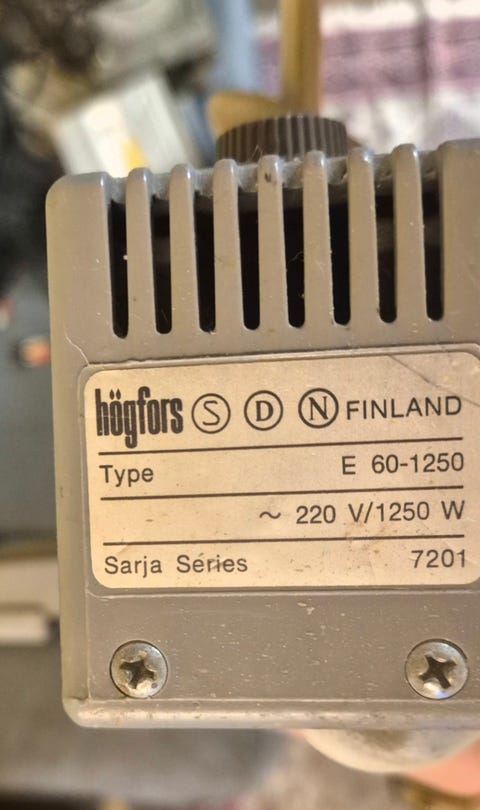 högfors Ⓢ Ⓓ Ⓝ FINLAND
Type E 60-1250
~ 220 V/1250 W
Sarja Séries 7201